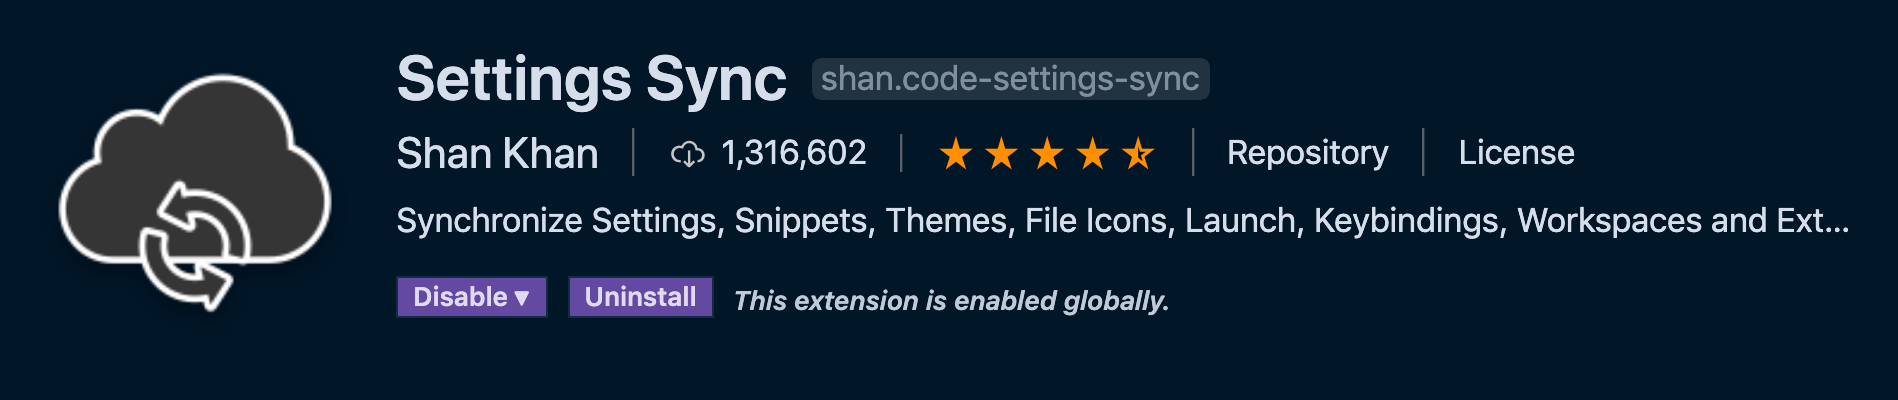 Settings Sync shan.code-settings-sync
Shan Khan 1,316,602 Repository License
Synchronize Settings, Snippets, Themes, File Icons, Launch, Keybindings, Workspaces and Ext...
Disable ▾ Uninstall This extension is enabled globally.